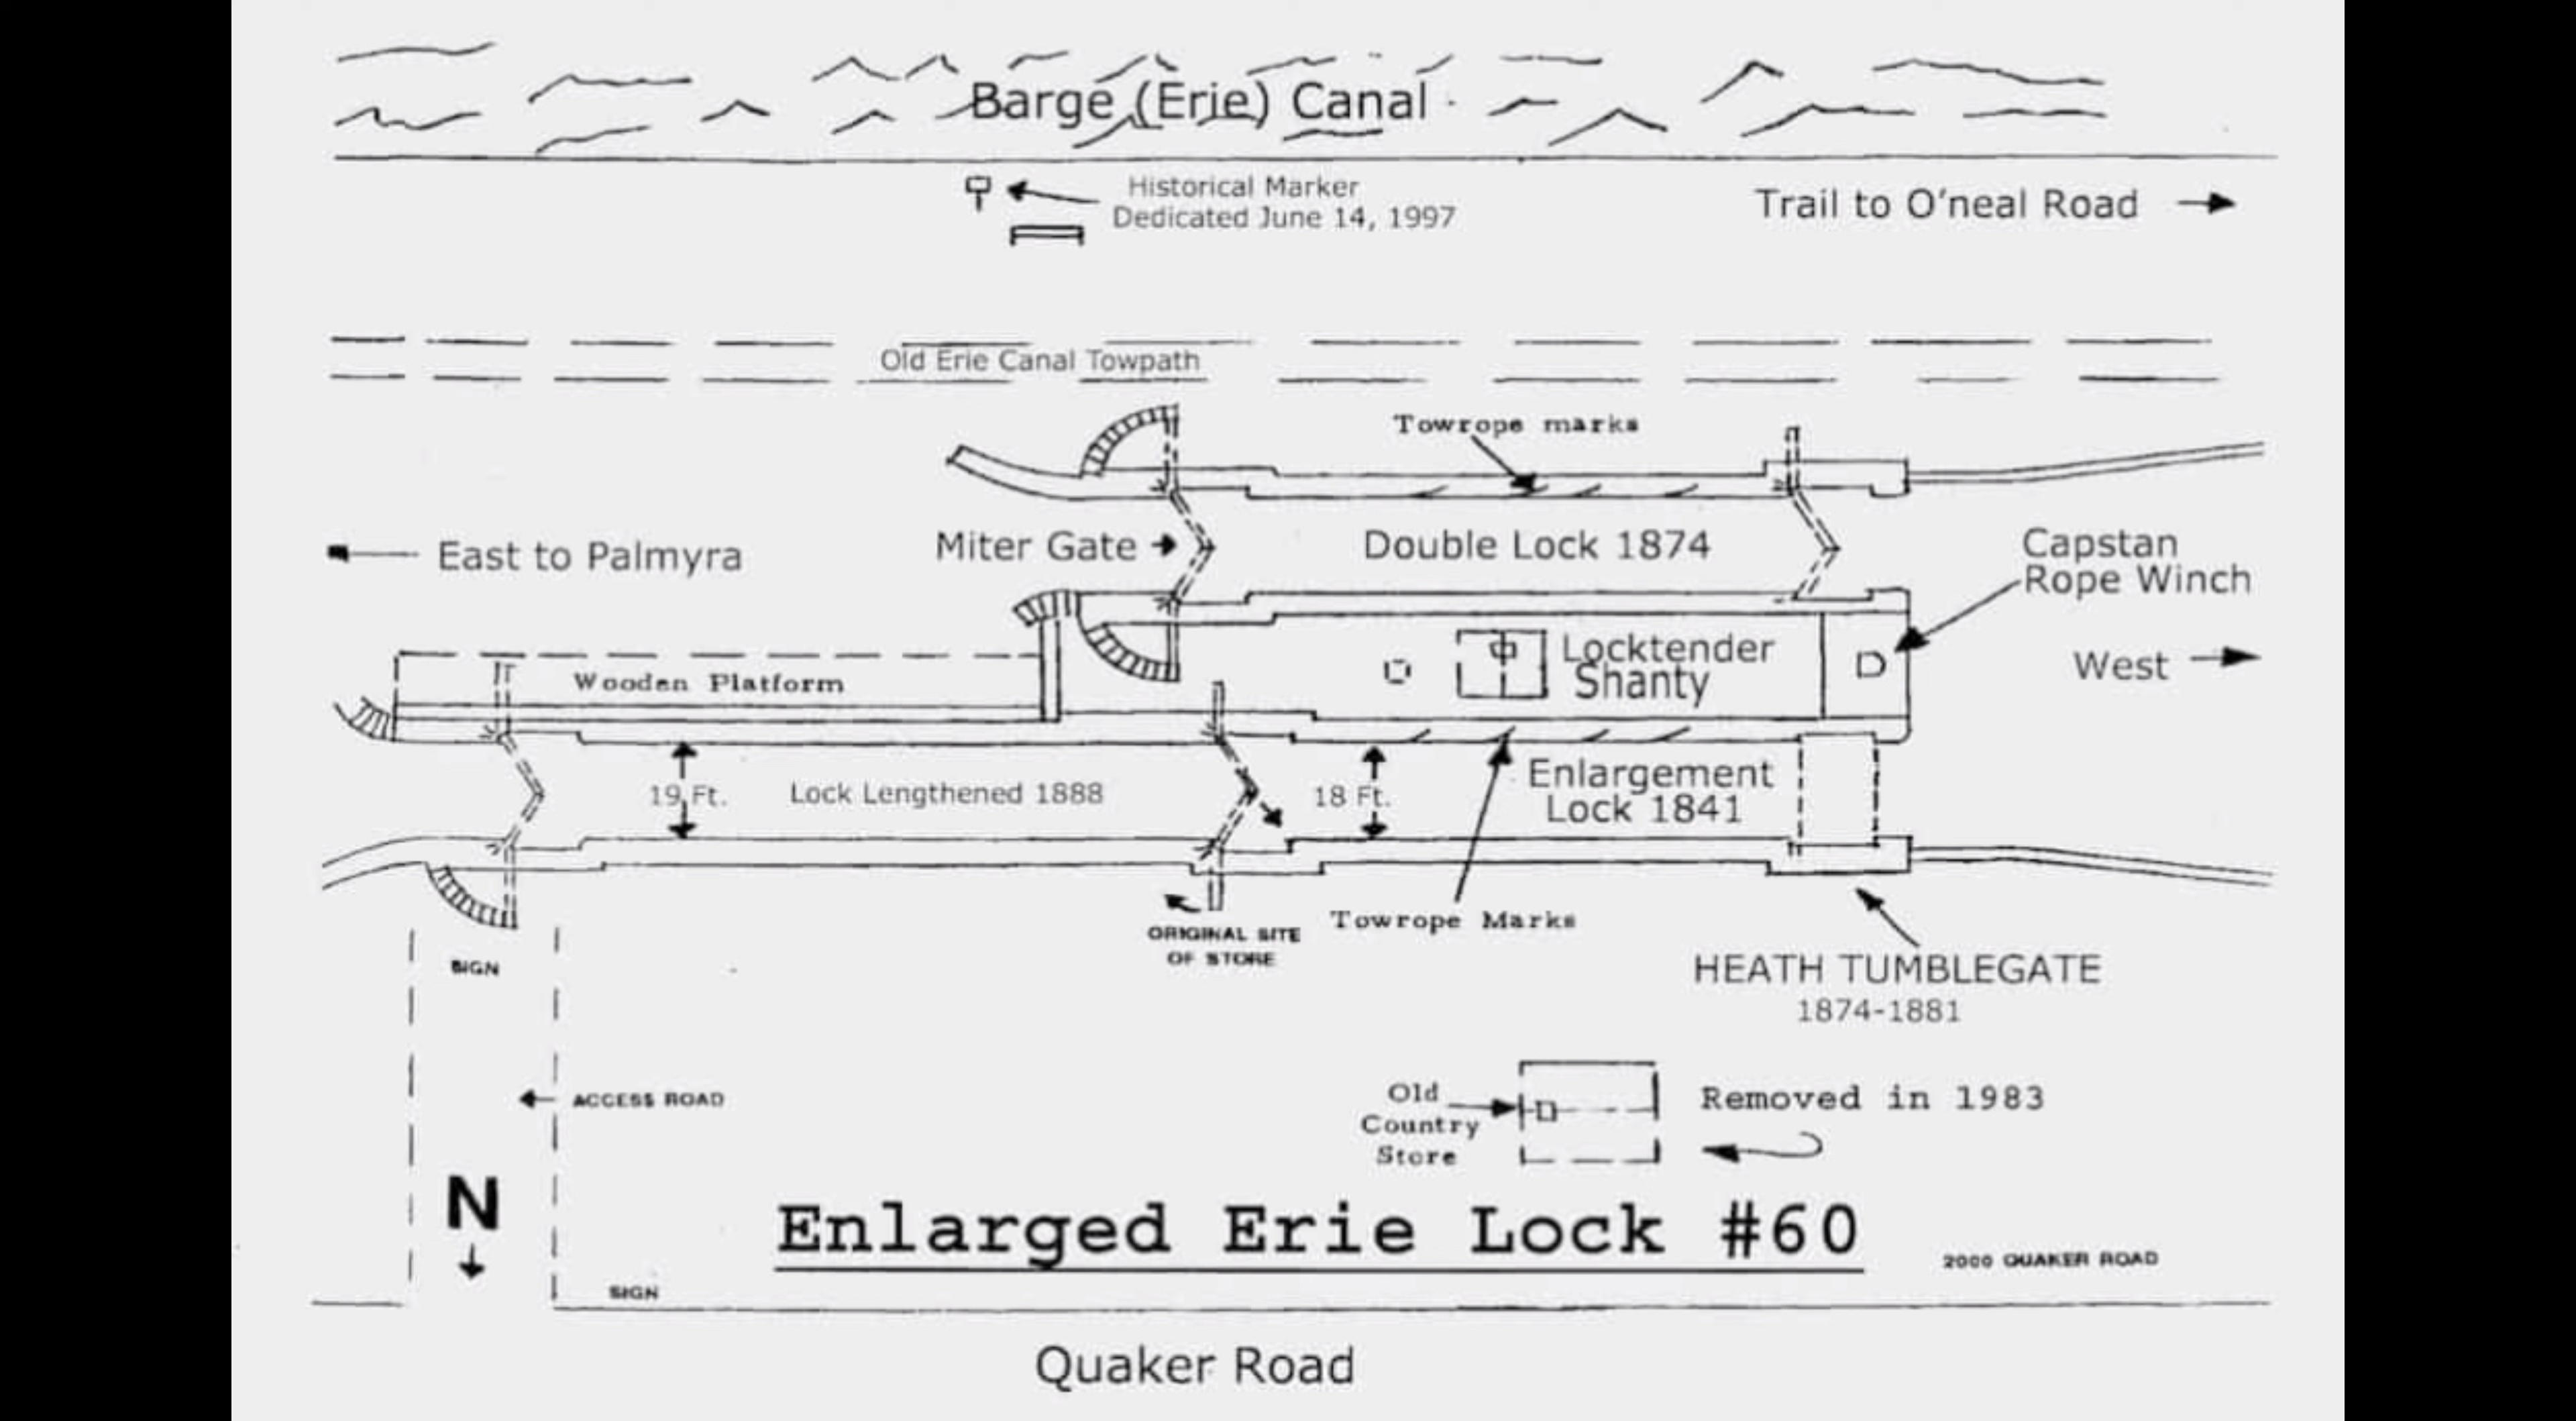 Barge (Erie) Canal
Historical Marker
Dedicated June 14, 1997
Trail to O'neal Road
Old Erie Canal Towpath
Towrope marks
East to Palmyra
Miter Gate
Double Lock 1874
Capstan
Rope Winch
Locktender
Shanty
West
Wooden Platform
19 Ft.
Lock Lengthened 1888
18 Ft.
Enlargement
Lock 1841
ORIGINAL SITE
OF STORE
Towrope Marks
SIGN
HEATH TUMBLEGATE
1874-1881
ACCESS ROAD
Old
Country
Store
Removed in 1983
N
Enlarged Erie Lock #60
2000 QUAKER ROAD
SIGN
Quaker Road